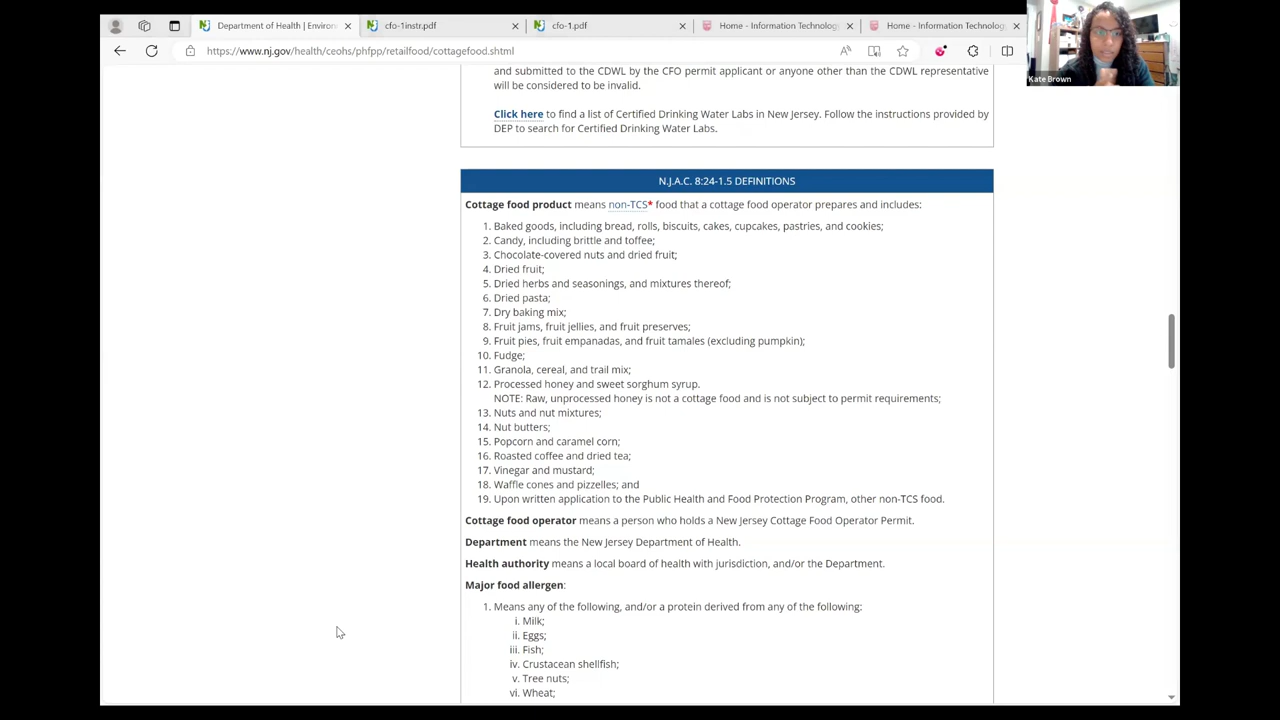 Department of Health | Environ
cfo-1instr.pdf
cfo-1.pdf
Home - Information Technology
Home - Information Technology
https://www.nj.gov/health/ceohs/phfpp/retailfood/cottagefood.shtml
Kate Brown
and submitted to the CDWL by the CFO permit applicant or anyone other than the CDWL representative
will be considered to be invalid.
Click here to find a list of Certified Drinking Water Labs in New Jersey. Follow the instructions provided by
DEP to search for Certified Drinking Water Labs.
N.J.A.C. 8:24-1.5 DEFINITIONS
Cottage food product means non-TCS* food that a cottage food operator prepares and includes:
1. Baked goods, including bread, rolls, biscuits, cakes, cupcakes, pastries, and cookies;
2. Candy, including brittle and toffee;
3. Chocolate-covered nuts and dried fruit;
4. Dried fruit;
5. Dried herbs and seasonings, and mixtures thereof;
6. Dried pasta;
7. Dry baking mix;
8. Fruit jams, fruit jellies, and fruit preserves;
9. Fruit pies, fruit empanadas, and fruit tamales (excluding pumpkin);
10. Fudge;
11. Granola, cereal, and trail mix;
12. Processed honey and sweet sorghum syrup.
NOTE: Raw, unprocessed honey is not a cottage food and is not subject to permit requirements;
13. Nuts and nut mixtures;
14. Nut butters;
15. Popcorn and caramel corn;
16. Roasted coffee and dried tea;
17. Vinegar and mustard;
18. Waffle cones and pizzelles; and
19. Upon written application to the Public Health and Food Protection Program, other non-TCS food.
Cottage food operator means a person who holds a New Jersey Cottage Food Operator Permit.
Department means the New Jersey Department of Health.
Health authority means a local board of health with jurisdiction, and/or the Department.
Major food allergen:
1. Means any of the following, and/or a protein derived from any of the following:
i. Milk;
ii. Eggs;
iii. Fish;
iv. Crustacean shellfish;
v. Tree nuts;
vi. Wheat;